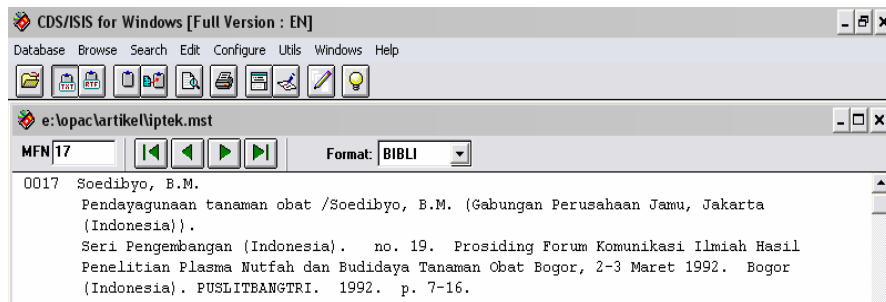 CDS/ISIS for Windows [Full Version : EN]
Database Browse Search Edit Configure Utils Windows Help
TXT RTF
e:\opac\artikel\iptek.mst
MFN 17 Format: BIBLI
0017 Soedibyo, B.M.
Pendayagunaan tanaman obat /Soedibyo, B.M. (Gabungan Perusahaan Jamu, Jakarta
(Indonesia)).
Seri Pengembangan (Indonesia). no. 19. Prosiding Forum Komunikasi Ilmiah Hasil
Penelitian Plasma Nutfah dan Budidaya Tanaman Obat Bogor, 2-3 Maret 1992. Bogor
(Indonesia). PUSLITBANGTRI. 1992. p. 7-16.